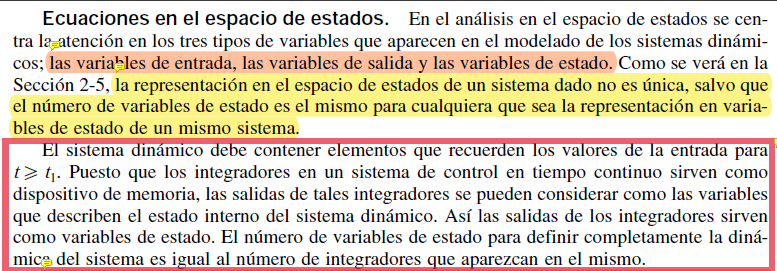 Ecuaciones en el espacio de estados. En el análisis en el espacio de estados se cen-
tra la atención en los tres tipos de variables que aparecen en el modelado de los sistemas dinámi-
cos; las variables de entrada, las variables de salida y las variables de estado. Como se verá en la
Sección 2-5, la representación en el espacio de estados de un sistema dado no es única, salvo que
el número de variables de estado es el mismo para cualquiera que sea la representación en varia-
bles de estado de un mismo sistema.
El sistema dinámico debe contener elementos que recuerden los valores de la entrada para
t ⩾ t₁. Puesto que los integradores en un sistema de control en tiempo continuo sirven como
dispositivo de memoria, las salidas de tales integradores se pueden considerar como las variables
que describen el estado interno del sistema dinámico. Así las salidas de los integradores sirven
como variables de estado. El número de variables de estado para definir completamente la diná-
mica del sistema es igual al número de integradores que aparezcan en el mismo.